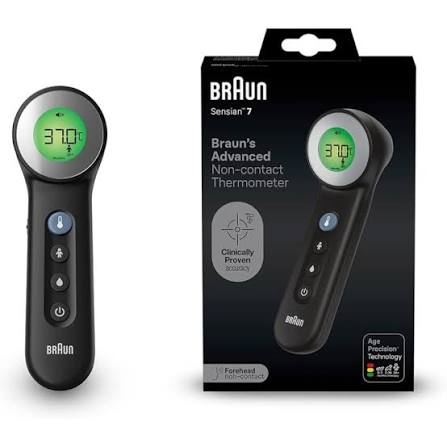 37.0°C
BRAUN
BRAUN
Sensian™ 7
Braun's
Advanced
Non-contact
Thermometer
37.0°C
Clinically
Proven
accuracy
BRAUN
Age
Precision™
Technology
Forehead
non-contact